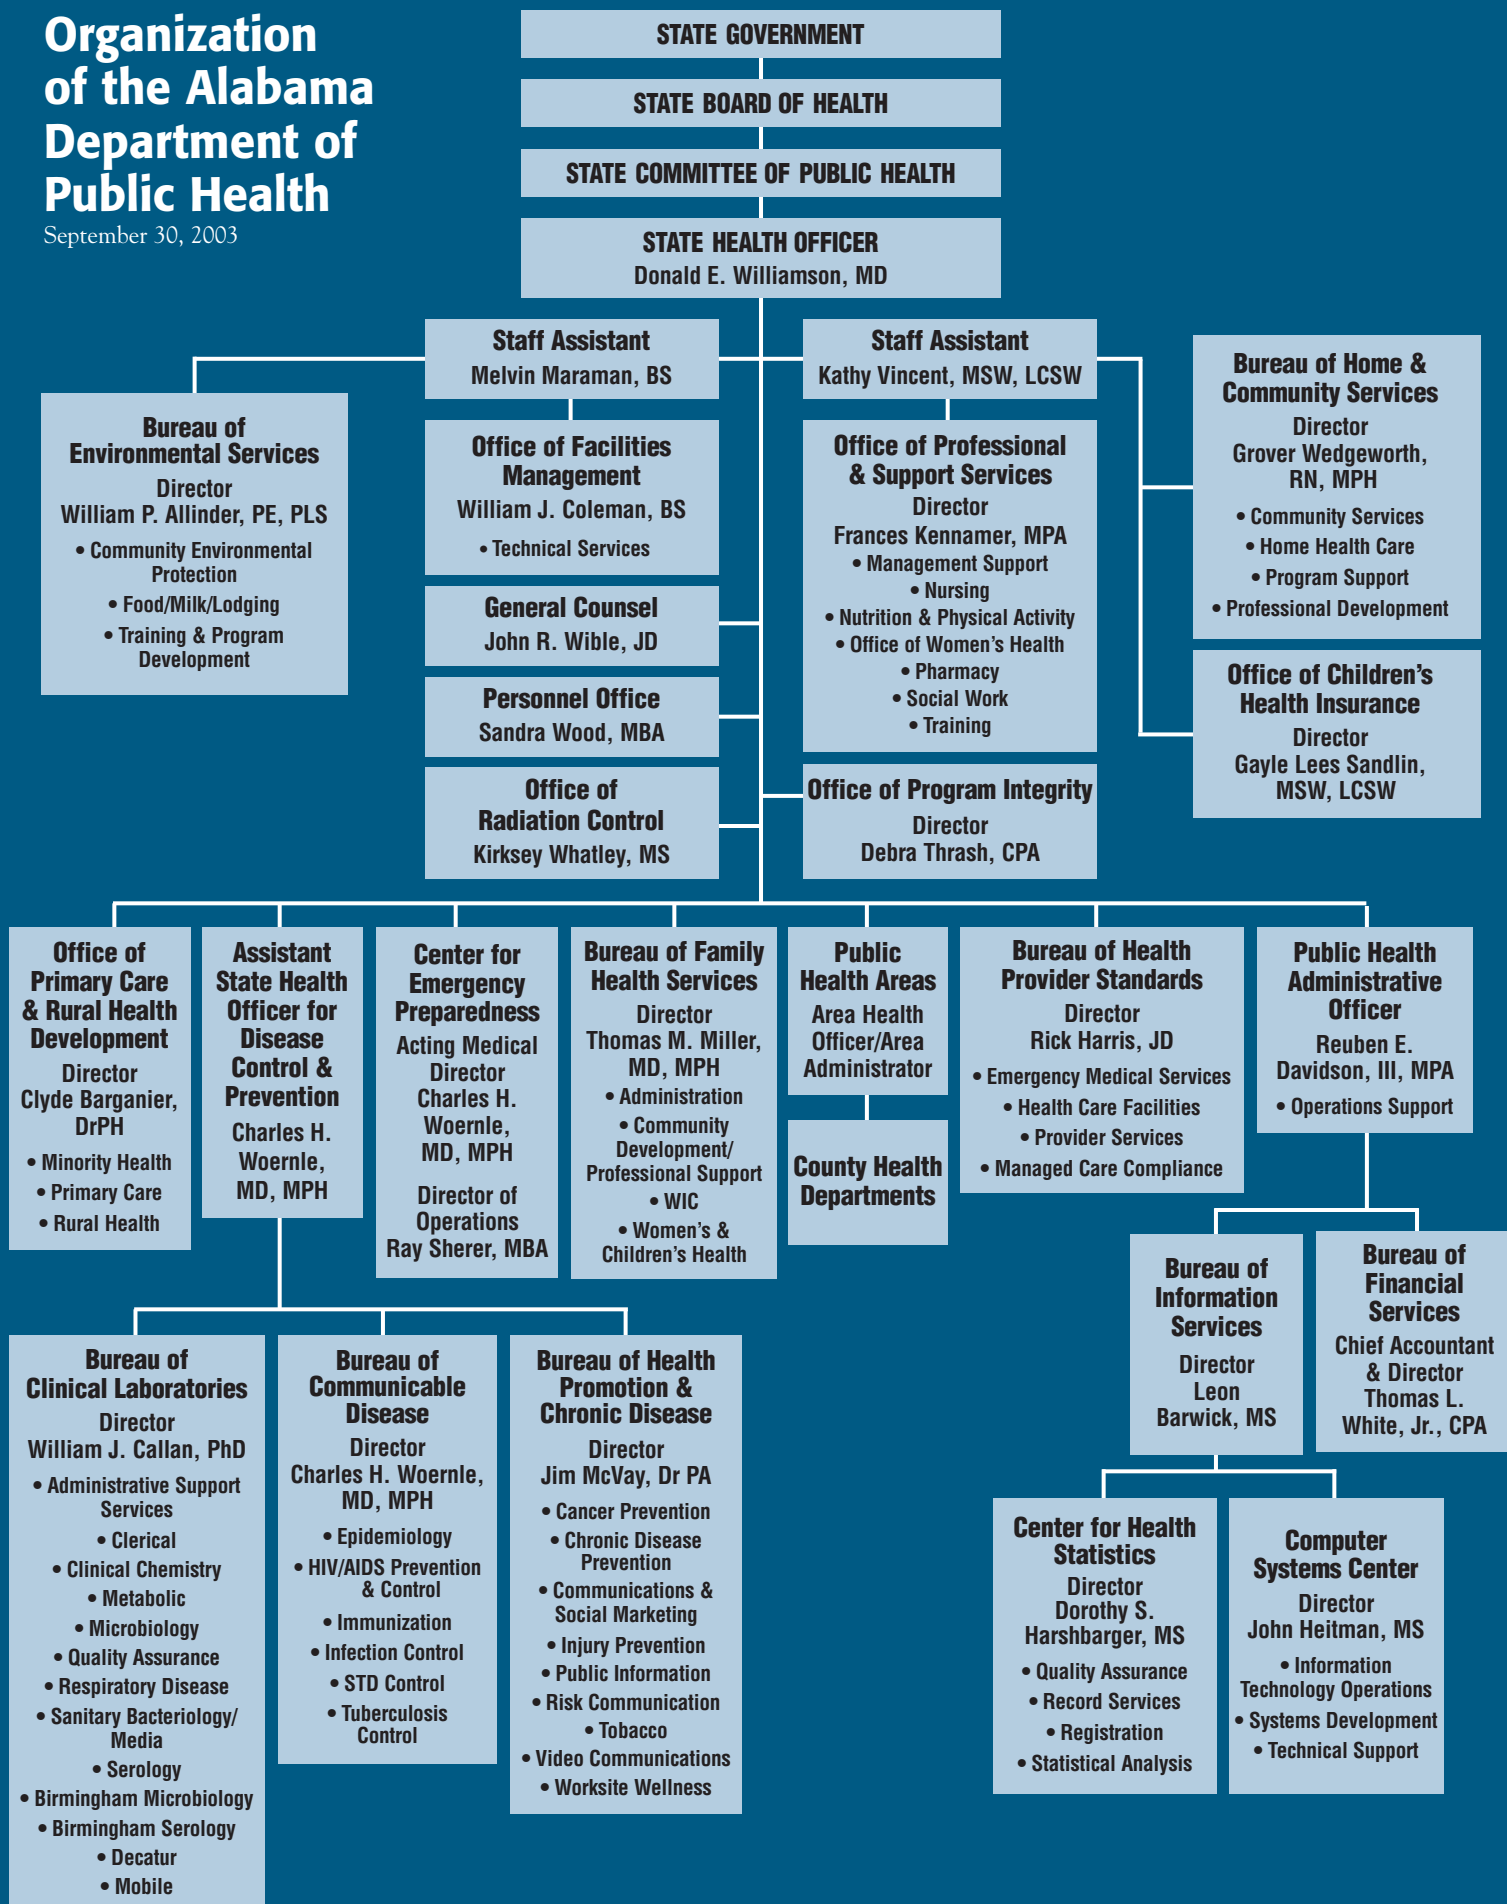 Organization
of the Alabama
Department of
Public Health
September 30, 2003
STATE GOVERNMENT
STATE BOARD OF HEALTH
STATE COMMITTEE OF PUBLIC HEALTH
STATE HEALTH OFFICER
Donald E. Williamson, MD
Staff Assistant
Melvin Maraman, BS
Staff Assistant
Kathy Vincent, MSW, LCSW
Bureau of
Environmental Services
Director
William P. Allinder, PE, PLS
• Community Environmental
Protection
• Food/Milk/Lodging
• Training & Program
Development
Office of Facilities
Management
William J. Coleman, BS
• Technical Services
General Counsel
John R. Wible, JD
Personnel Office
Sandra Wood, MBA
Office of
Radiation Control
Kirksey Whatley, MS
Office of Professional
& Support Services
Director
Frances Kennamer, MPA
• Management Support
• Nursing
• Nutrition & Physical Activity
• Office of Women's Health
• Pharmacy
• Social Work
• Training
Office of Program Integrity
Director
Debra Thrash, CPA
Bureau of Home &
Community Services
Director
Grover Wedgeworth,
RN, MPH
• Community Services
• Home Health Care
• Program Support
• Professional Development
Office of Children's
Health Insurance
Director
Gayle Lees Sandlin,
MSW, LCSW
Office of
Primary Care
& Rural Health
Development
Director
Clyde Barganier,
DrPH
• Minority Health
• Primary Care
• Rural Health
Assistant
State Health
Officer for
Disease
Control &
Prevention
Charles H.
Woernle,
MD, MPH
Center for
Emergency
Preparedness
Acting Medical
Director
Charles H.
Woernle,
MD, MPH
Director of
Operations
Ray Sherer, MBA
Bureau of Family
Health Services
Director
Thomas M. Miller,
MD, MPH
• Administration
• Community
Development/
Professional Support
• WIC
• Women's &
Children's Health
Public
Health Areas
Area Health
Officer/Area
Administrator
County Health
Departments
Bureau of Health
Provider Standards
Director
Rick Harris, JD
• Emergency Medical Services
• Health Care Facilities
• Provider Services
• Managed Care Compliance
Public Health
Administrative
Officer
Reuben E.
Davidson, III, MPA
• Operations Support
Bureau of
Information
Services
Director
Leon
Barwick, MS
Bureau of
Financial
Services
Chief Accountant
& Director
Thomas L.
White, Jr., CPA
Bureau of
Clinical Laboratories
Director
William J. Callan, PhD
• Administrative Support
Services
• Clerical
• Clinical Chemistry
• Metabolic
• Microbiology
• Quality Assurance
• Respiratory Disease
• Sanitary Bacteriology/
Media
• Serology
• Birmingham Microbiology
• Birmingham Serology
• Decatur
• Mobile
Bureau of
Communicable
Disease
Director
Charles H. Woernle,
MD, MPH
• Epidemiology
• HIV/AIDS Prevention
& Control
• Immunization
• Infection Control
• STD Control
• Tuberculosis
Control
Bureau of Health
Promotion &
Chronic Disease
Director
Jim McVay, Dr PA
• Cancer Prevention
• Chronic Disease
Prevention
• Communications &
Social Marketing
• Injury Prevention
• Public Information
• Risk Communication
• Tobacco
• Video Communications
• Worksite Wellness
Center for Health
Statistics
Director
Dorothy S.
Harshbarger, MS
• Quality Assurance
• Record Services
• Registration
• Statistical Analysis
Computer
Systems Center
Director
John Heitman, MS
• Information
Technology Operations
• Systems Development
• Technical Support